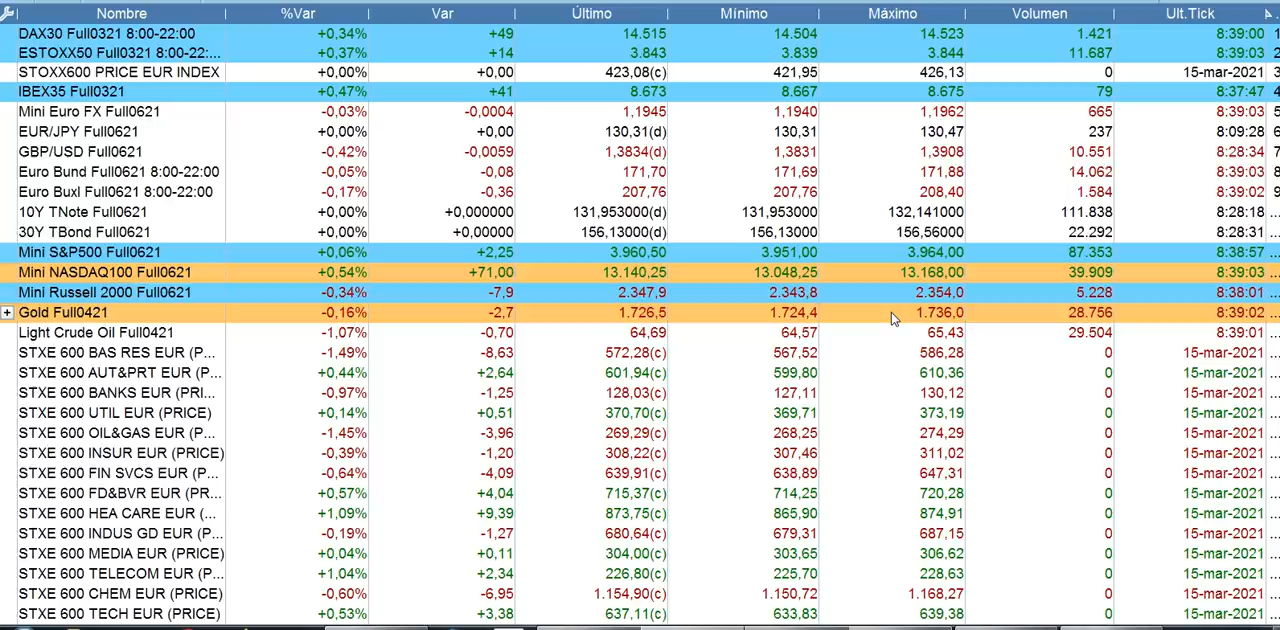 Nombre %Var Var Último Mínimo Máximo Volumen Ult.Tick
DAX30 Full0321 8:00-22:00 +0,34% +49 14.515 14.504 14.523 1.421 8:39:00 1
ESTOXX50 Full0321 8:00-22:... +0,37% +14 3.843 3.839 3.844 11.687 8:39:03 2
STOXX600 PRICE EUR INDEX +0,00% +0,00 423,08(c) 421,95 426,13 0 15-mar-2021 3
IBEX35 Full0321 +0,47% +41 8.673 8.667 8.675 79 8:37:47 4
Mini Euro FX Full0621 -0,03% -0,0004 1,1945 1,1940 1,1962 665 8:39:03 5
EUR/JPY Full0621 +0,00% +0,00 130,31(d) 130,31 130,47 237 8:09:28 6
GBP/USD Full0621 -0,42% -0,0059 1,3834(d) 1,3831 1,3908 10.551 8:28:34 7
Euro Bund Full0621 8:00-22:00 -0,05% -0,08 171,70 171,69 171,88 14.062 8:39:03 8
Euro Buxl Full0621 8:00-22:00 -0,17% -0,36 207,76 207,76 208,40 1.584 8:39:02 9
10Y TNote Full0621 +0,00% +0,000000 131,953000(d) 131,953000 132,141000 111.838 8:28:18 ...
30Y TBond Full0621 +0,00% +0,00000 156,13000(d) 156,13000 156,56000 22.292 8:28:31 ...
Mini S&P500 Full0621 +0,06% +2,25 3.960,50 3.951,00 3.964,00 87.353 8:38:57 ...
Mini NASDAQ100 Full0621 +0,54% +71,00 13.140,25 13.048,25 13.168,00 39.909 8:39:03 ...
Mini Russell 2000 Full0621 -0,34% -7,9 2.347,9 2.343,8 2.354,0 5.228 8:38:01 ...
Gold Full0421 -0,16% -2,7 1.726,5 1.724,4 1.736,0 28.756 8:39:02 ...
Light Crude Oil Full0421 -1,07% -0,70 64,69 64,57 65,43 29.504 8:39:01 ...
STXE 600 BAS RES EUR (P... -1,49% -8,63 572,28(c) 567,52 586,28 0 15-mar-2021 ...
STXE 600 AUT&PRT EUR (P... +0,44% +2,64 601,94(c) 599,80 610,36 0 15-mar-2021 ...
STXE 600 BANKS EUR (PRI... -0,97% -1,25 128,03(c) 127,11 130,12 0 15-mar-2021 ...
STXE 600 UTIL EUR (PRICE) +0,14% +0,51 370,70(c) 369,71 373,19 0 15-mar-2021 ...
STXE 600 OIL&GAS EUR (P... -1,45% -3,96 269,29(c) 268,25 274,29 0 15-mar-2021 ...
STXE 600 INSUR EUR (PRICE) -0,39% -1,20 308,22(c) 307,46 311,02 0 15-mar-2021 ...
STXE 600 FIN SVCS EUR (P... -0,64% -4,09 639,91(c) 638,89 647,31 0 15-mar-2021 ...
STXE 600 FD&BVR EUR (PR... +0,57% +4,04 715,37(c) 714,25 720,28 0 15-mar-2021 ...
STXE 600 HEA CARE EUR (... +1,09% +9,39 873,75(c) 865,90 874,91 0 15-mar-2021 ...
STXE 600 INDUS GD EUR (P... -0,19% -1,27 680,64(c) 679,31 687,15 0 15-mar-2021 ...
STXE 600 MEDIA EUR (PRICE) +0,04% +0,11 304,00(c) 303,65 306,62 0 15-mar-2021 ...
STXE 600 TELECOM EUR (P... +1,04% +2,34 226,80(c) 225,70 228,63 0 15-mar-2021 ...
STXE 600 CHEM EUR (PRICE) -0,60% -6,95 1.154,90(c) 1.150,72 1.168,27 0 15-mar-2021 ...
STXE 600 TECH EUR (PRICE) +0,53% +3,38 637,11(c) 633,83 639,38 0 15-mar-2021 ...